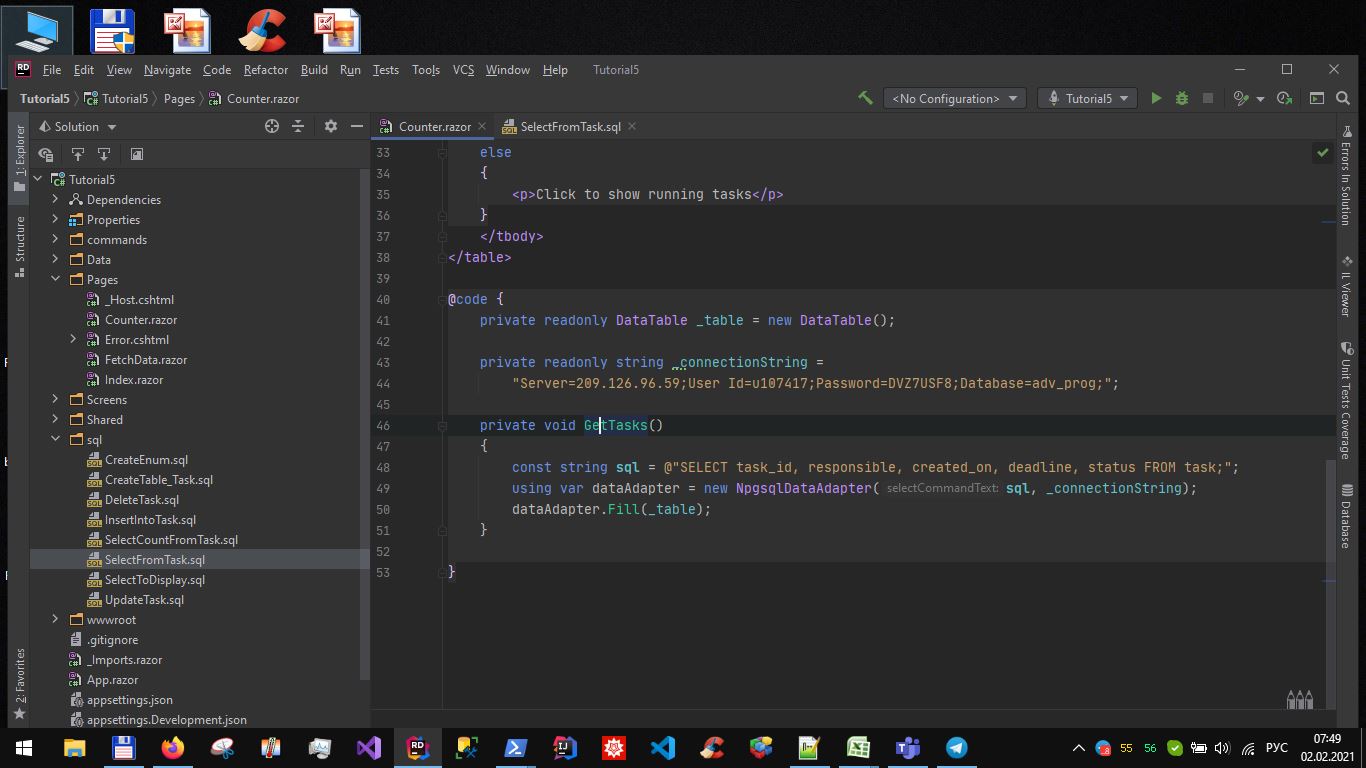 File Edit View Navigate Code Refactor Build Run Tests Tools VCS Window Help Tutorial5
Tutorial5 Tutorial5 Pages Counter.razor <No Configuration> Tutorial5
Solution
Counter.razor
SelectFromTask.sql
1: Explorer
Structure
2: Favorites
Tutorial5
Dependencies
Properties
commands
Data
Pages
_Host.cshtml
Counter.razor
Error.cshtml
FetchData.razor
Index.razor
Screens
Shared
sql
CreateEnum.sql
CreateTable_Task.sql
DeleteTask.sql
InsertIntoTask.sql
SelectCountFromTask.sql
SelectFromTask.sql
SelectToDisplay.sql
UpdateTask.sql
wwwroot
.gitignore
_Imports.razor
App.razor
appsettings.json
appsettings.Development.json
33 else
34 {
35 <p>Click to show running tasks</p>
36 }
37 </tbody>
38 </table>
39
40 @code {
41 private readonly DataTable _table = new DataTable();
42
43 private readonly string _connectionString =
44 "Server=209.126.96.59;User Id=u107417;Password=DVZ7USF8;Database=adv_prog;";
45
46 private void GetTasks()
47 {
48 const string sql = @"SELECT task_id, responsible, created_on, deadline, status FROM task;";
49 using var dataAdapter = new NpgsqlDataAdapter( selectCommandText: sql, _connectionString);
50 dataAdapter.Fill(_table);
51 }
52
53 }
Errors In Solution
IL Viewer
Unit Tests Coverage
Database
55 56 РУС 07:49
02.02.2021